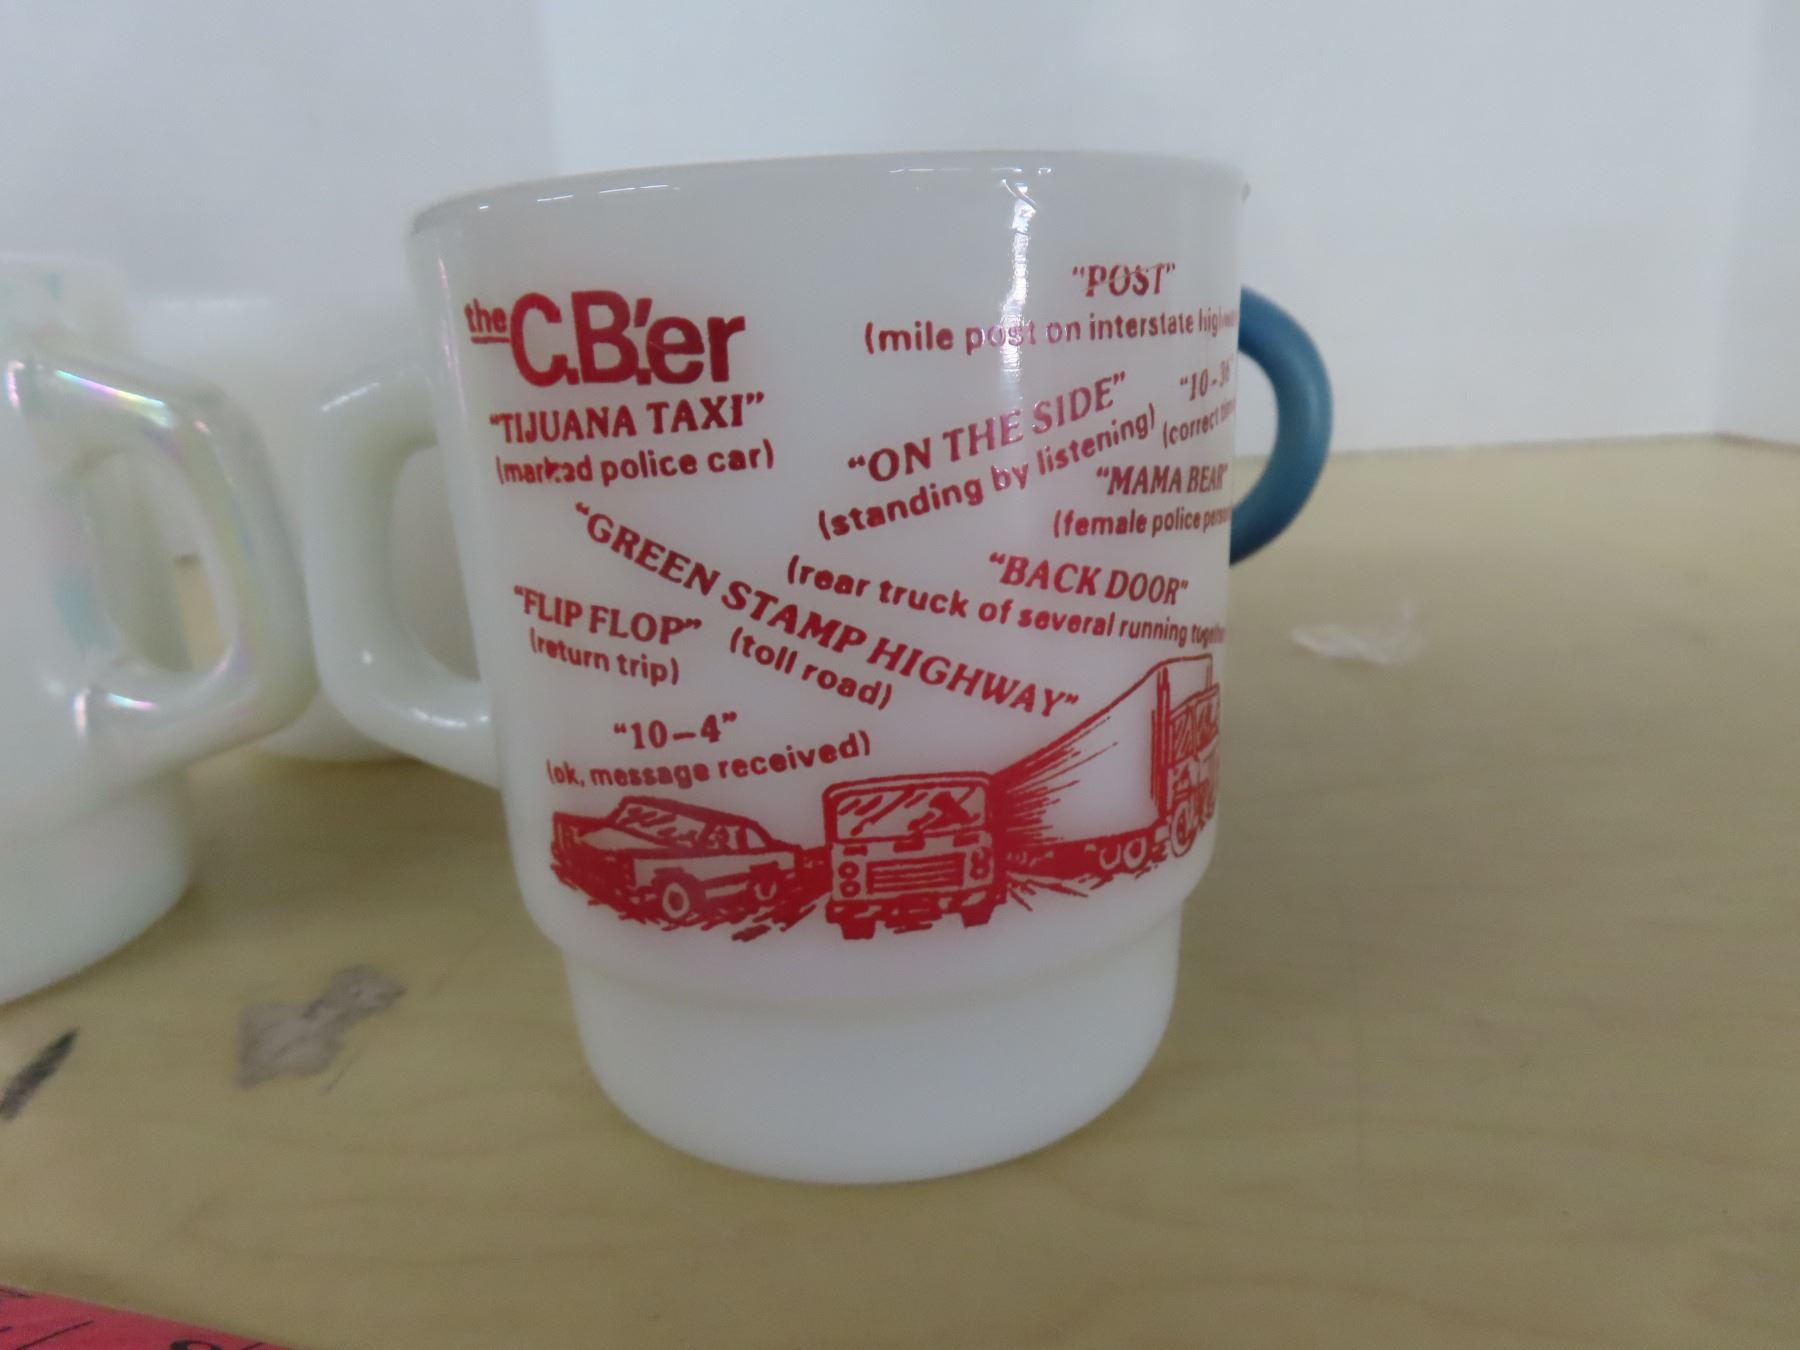 the C.B.'er
"TIJUANA TAXI"
(marked police car)
"GREEN STAMP HIGHWAY"
(toll road)
"FLIP FLOP"
(return trip)
"10-4"
(ok, message received)
"POST"
(mile post on interstate
"ON THE SIDE"
(standing by listening)
"10-36"
(correct
"MAMA BEAR"
(female police
"BACK DOOR"
(rear truck of several running together